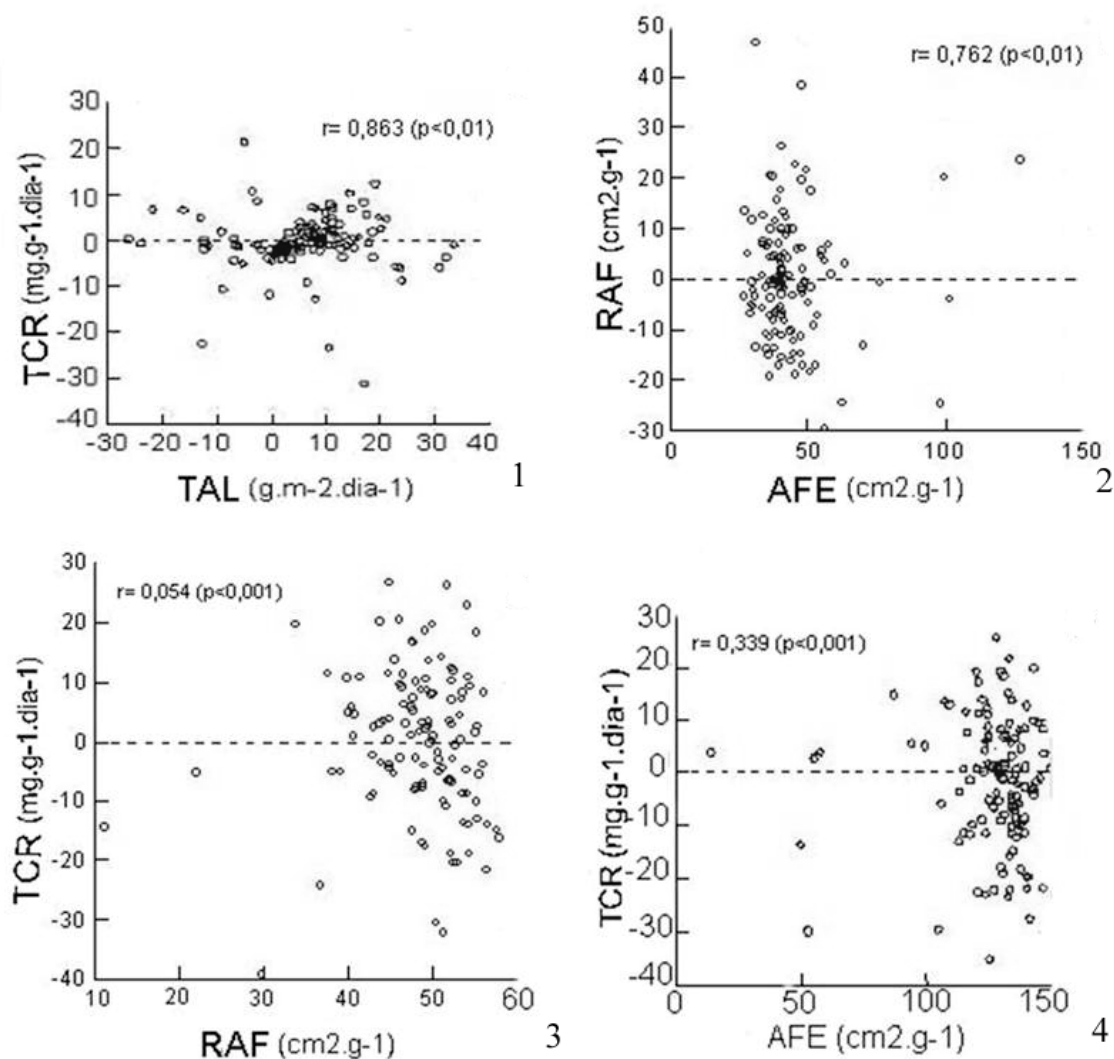 r= 0,863 (p<0,01)
30
20
10
0
-10
-20
-30
-40
TCR (mg.g-1.dia-1)
-30 -20 -10 0 10 20 30 40
TAL (g.m-2.dia-1)
1
r= 0,762 (p<0,01)
50
40
30
20
10
0
-10
-20
-30
RAF (cm2.g-1)
0 50 100 150
AFE (cm2.g-1)
2
r= 0,054 (p<0,001)
30
20
10
0
-10
-20
-30
-40
TCR (mg.g-1.dia-1)
10 20 30 40 50 60
RAF (cm2.g-1)
3
r= 0,339 (p<0,001)
30
20
10
0
-10
-20
-30
-40
TCR (mg.g-1.dia-1)
0 50 100 150
AFE (cm2.g-1)
4